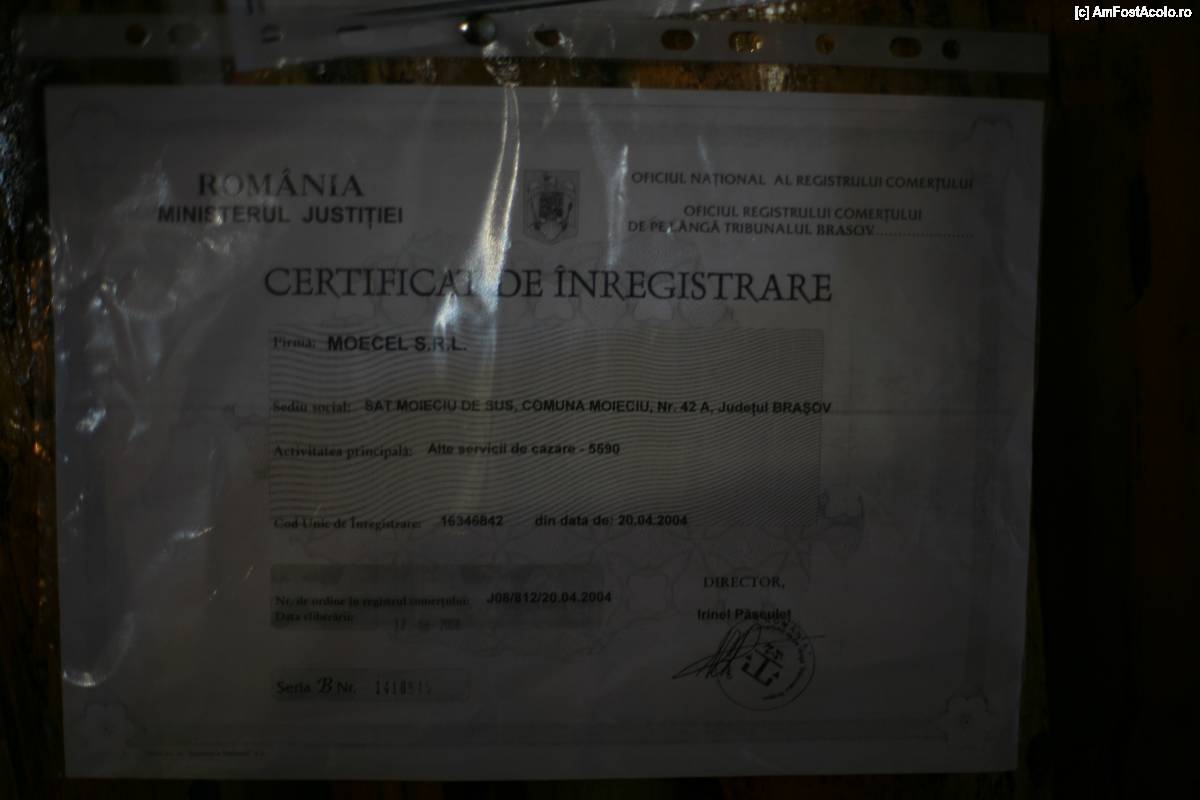 [c] AmFostAcolo.ro
ROMÂNIA
MINISTERUL JUSTIȚIEI
OFICIUL NAȚIONAL AL REGISTRULUI COMERȚULUI
OFICIUL REGISTRULUI COMERȚULUI
DE PE LÂNGĂ TRIBUNALUL BRASOV
CERTIFICAT DE ÎNREGISTRARE
Firma: MOECEL S.R.L.
Sediu social: SAT MOIECIU DE SUS, COMUNA MOIECIU, Nr. 42 A, Județul BRAȘOV
Activitatea principală: Alte servicii de cazare - 5590
Cod Unic de Înregistrare: 16346842 din data de: 20.04.2004
Nr. de ordine în registrul comerțului: J08/812/20.04.2004
Data eliberării:
DIRECTOR,
Irinel Păsculeț
Seria B Nr.